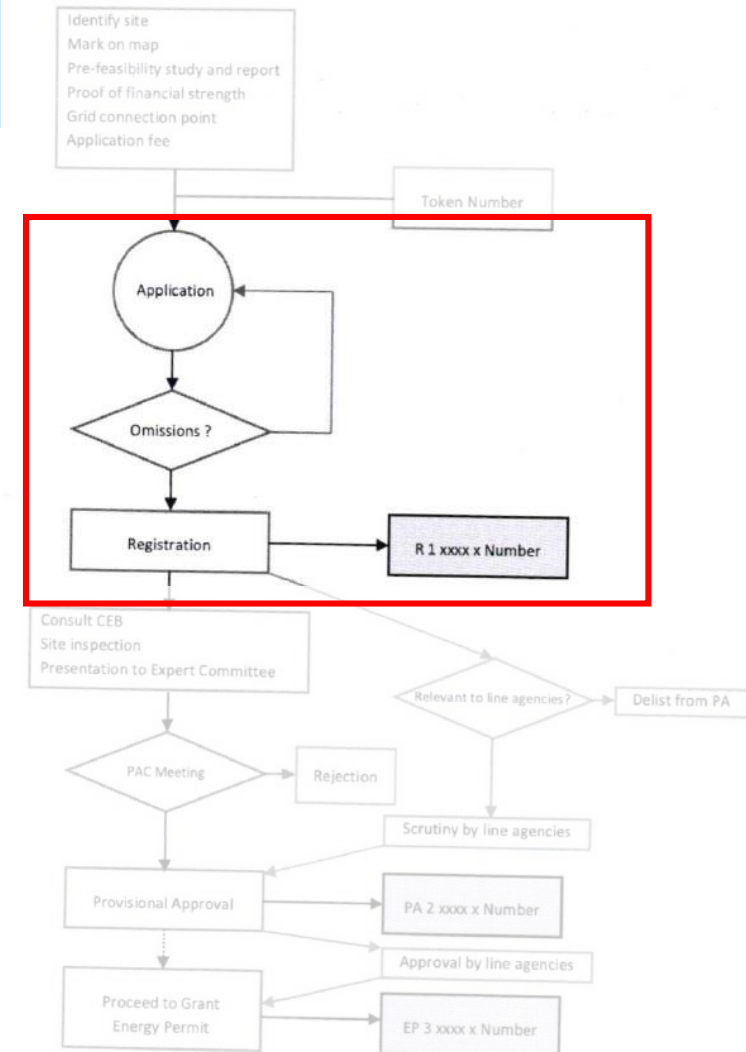 Identify site
Mark on map
Pre-feasibility study and report
Proof of financial strength
Grid connection point
Application fee
Token Number
Application
Omissions ?
Registration
R 1 xxxx x Number
Consult CEB
Site inspection
Presentation to Expert Committee
Relevant to line agencies?
Delist from PA
PAC Meeting
Rejection
Scrutiny by line agencies
Provisional Approval
PA 2 xxxx x Number
Approval by line agencies
Proceed to Grant
Energy Permit
EP 3 xxxx x Number